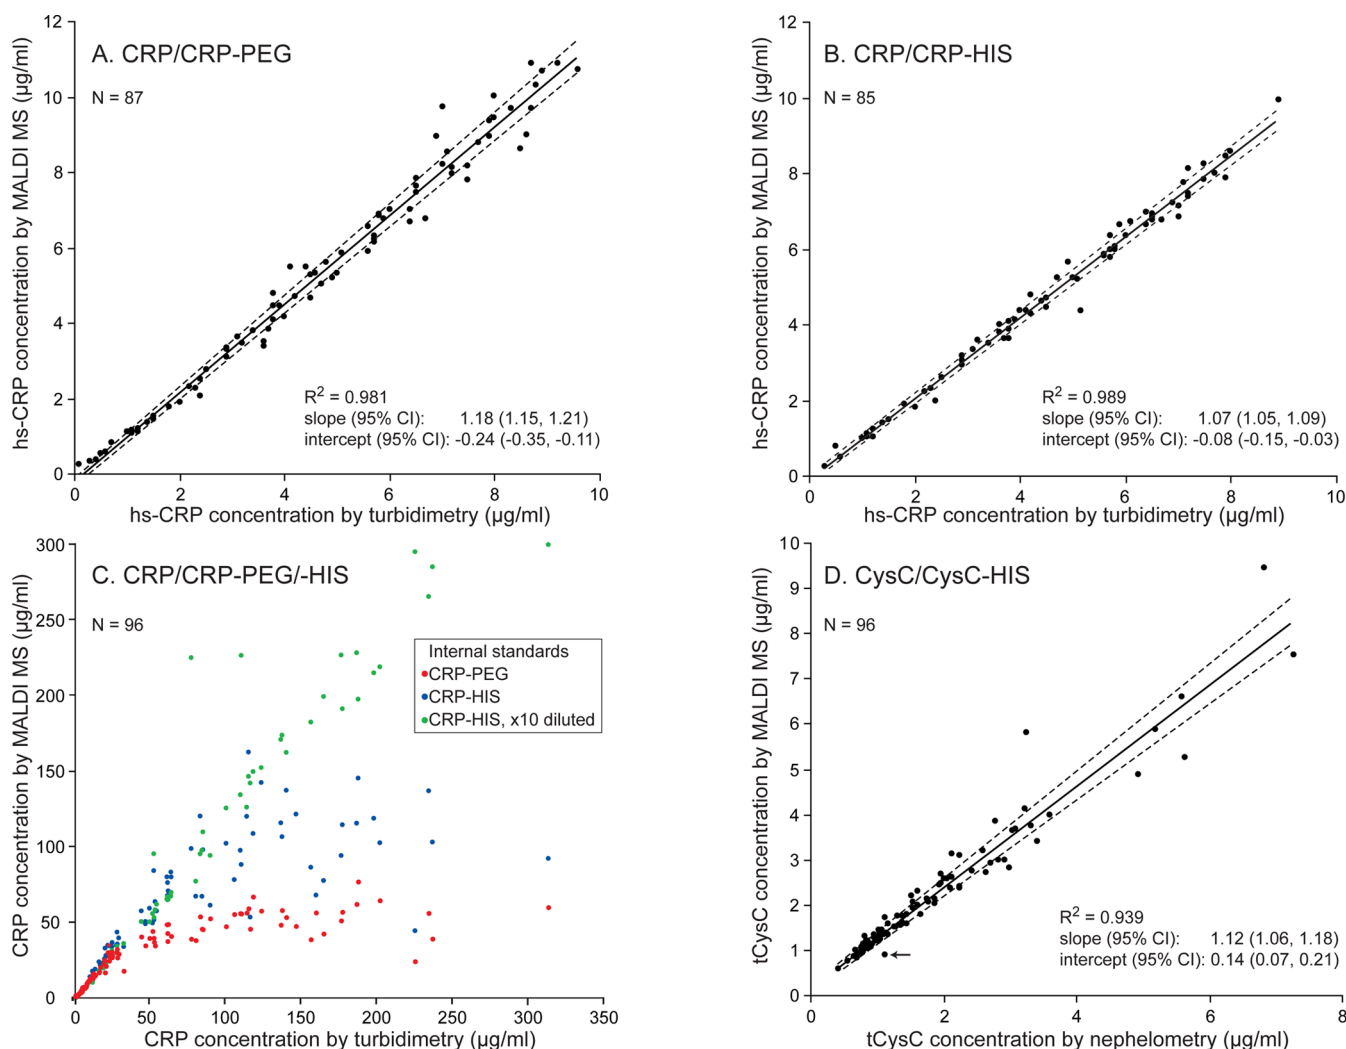 A. CRP/CRP-PEG
N = 87
hs-CRP concentration by MALDI MS (µg/ml)
12
10
8
6
4
2
0
R² = 0.981
slope (95% CI): 1.18 (1.15, 1.21)
intercept (95% CI): -0.24 (-0.35, -0.11)
0 2 4 6 8 10
hs-CRP concentration by turbidimetry (µg/ml)
B. CRP/CRP-HIS
N = 85
hs-CRP concentration by MALDI MS (µg/ml)
12
10
8
6
4
2
0
R² = 0.989
slope (95% CI): 1.07 (1.05, 1.09)
intercept (95% CI): -0.08 (-0.15, -0.03)
0 2 4 6 8 10
hs-CRP concentration by turbidimetry (µg/ml)
C. CRP/CRP-PEG/-HIS
N = 96
CRP concentration by MALDI MS (µg/ml)
300
250
200
150
100
50
0
Internal standards
CRP-PEG
CRP-HIS
CRP-HIS, x10 diluted
0 50 100 150 200 250 300 350
CRP concentration by turbidimetry (µg/ml)
D. CysC/CysC-HIS
N = 96
tCysC concentration by MALDI MS (µg/ml)
10
9
8
7
6
5
4
3
2
1
0
R² = 0.939
slope (95% CI): 1.12 (1.06, 1.18)
intercept (95% CI): 0.14 (0.07, 0.21)
0 2 4 6 8
tCysC concentration by nephelometry (µg/ml)